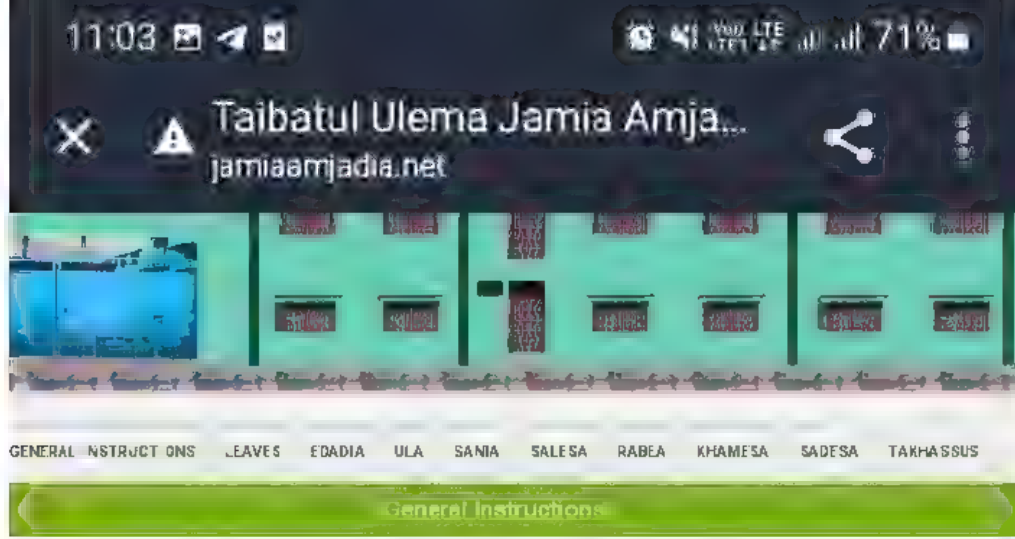 11:03 71%
Taibatul Ulema Jamia Amja...
jamiaamjadia.net
GENERAL NSTRUCT ONS LEAVES EDADIA ULA SANIA SALESA RABEA KHAMESA SADESA TAKHASSUS
General Instructions